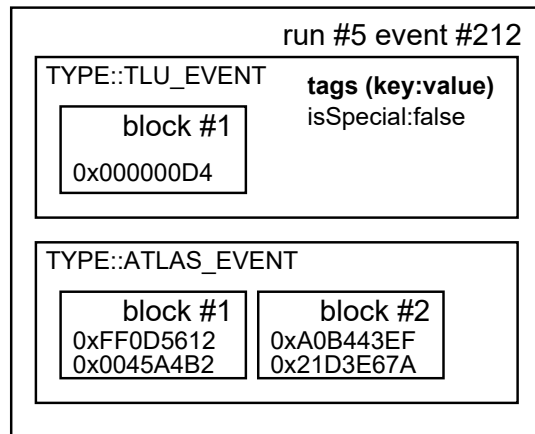 run #5 event #212
TYPE::TLU_EVENT
tags (key:value)
isSpecial:false
block #1
0x000000D4
TYPE::ATLAS_EVENT
block #1
0xFF0D5612
0x0045A4B2
block #2
0xA0B443EF
0x21D3E67A